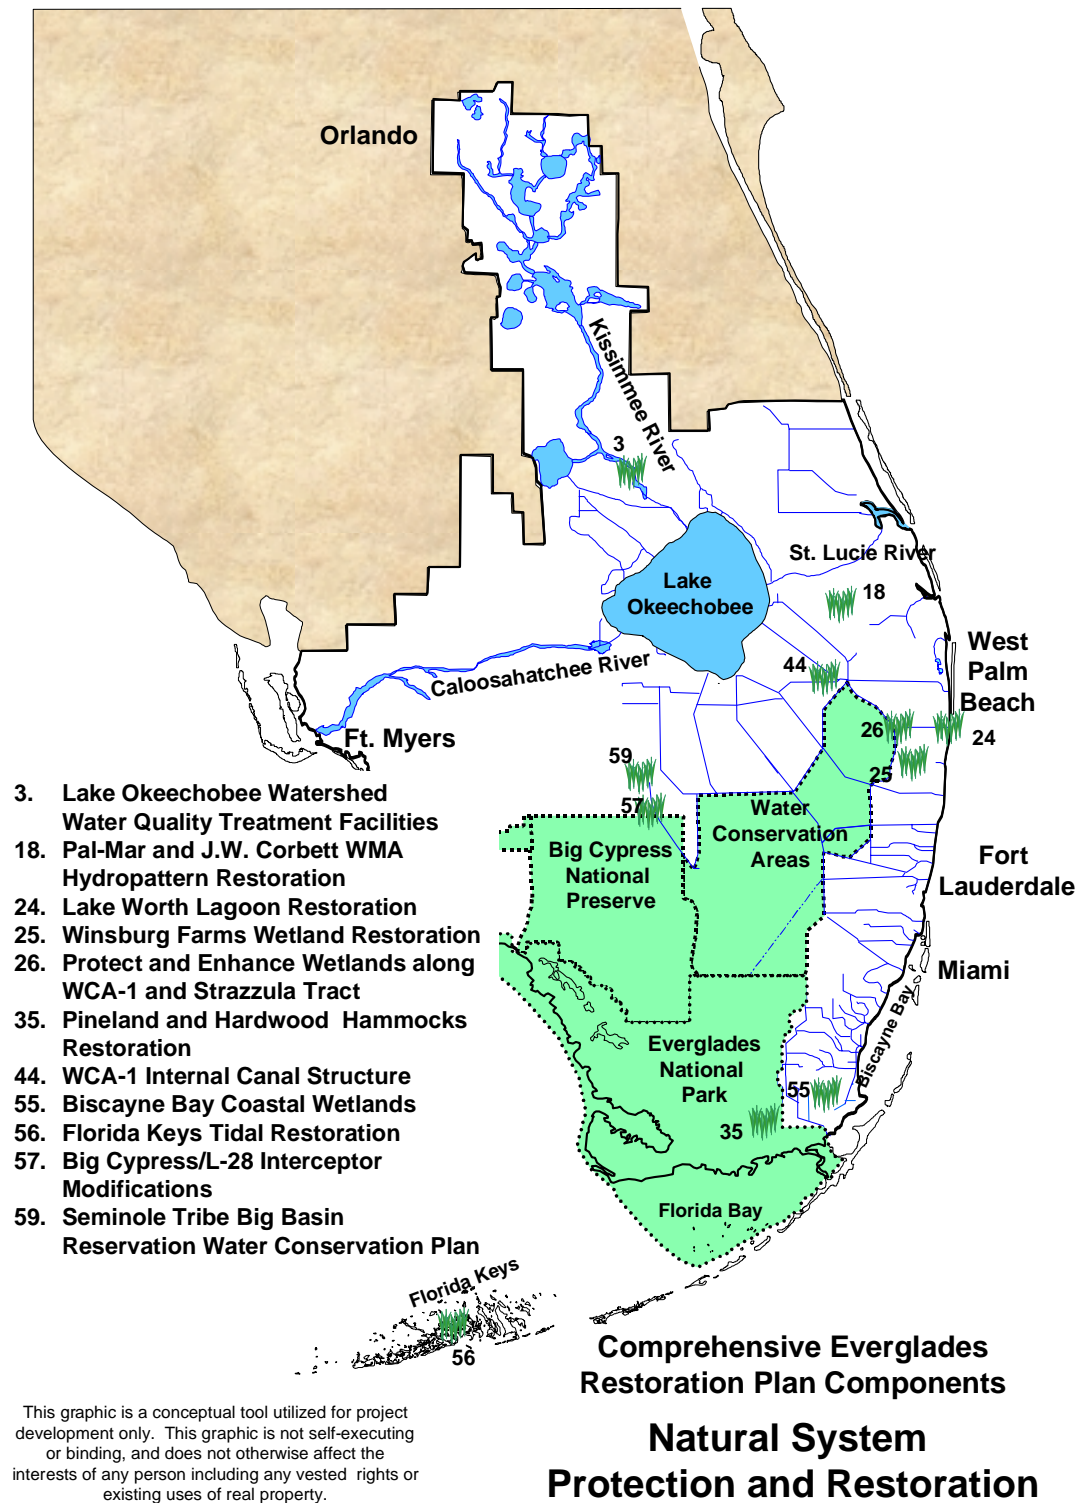 Orlando
Kissimmee River
3
St. Lucie River
Lake
Okeechobee
18
West
Palm
Beach
44
Caloosahatchee River
26
24
Ft. Myers
59
25
57
Water
Conservation
Areas
Big Cypress
National
Preserve
Fort
Lauderdale
Miami
Biscayne Bay
Everglades
National
Park
55
35
Florida Bay
3. Lake Okeechobee Watershed
Water Quality Treatment Facilities
18. Pal-Mar and J.W. Corbett WMA
Hydropattern Restoration
24. Lake Worth Lagoon Restoration
25. Winsburg Farms Wetland Restoration
26. Protect and Enhance Wetlands along
WCA-1 and Strazzula Tract
35. Pineland and Hardwood Hammocks
Restoration
44. WCA-1 Internal Canal Structure
55. Biscayne Bay Coastal Wetlands
56. Florida Keys Tidal Restoration
57. Big Cypress/L-28 Interceptor
Modifications
59. Seminole Tribe Big Basin
Reservation Water Conservation Plan
Florida Keys
56
Comprehensive Everglades
Restoration Plan Components
Natural System
Protection and Restoration
This graphic is a conceptual tool utilized for project
development only. This graphic is not self-executing
or binding, and does not otherwise affect the
interests of any person including any vested rights or
existing uses of real property.